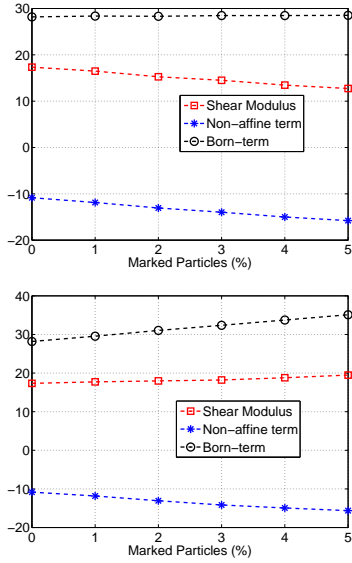 30
20
10
0
−10
−20
Shear Modulus
Non−affine term
Born−term
0 1 2 3 4 5
Marked Particles (%)
40
30
20
10
0
−10
−20
Shear Modulus
Non−affine term
Born−term
0 1 2 3 4 5
Marked Particles (%)